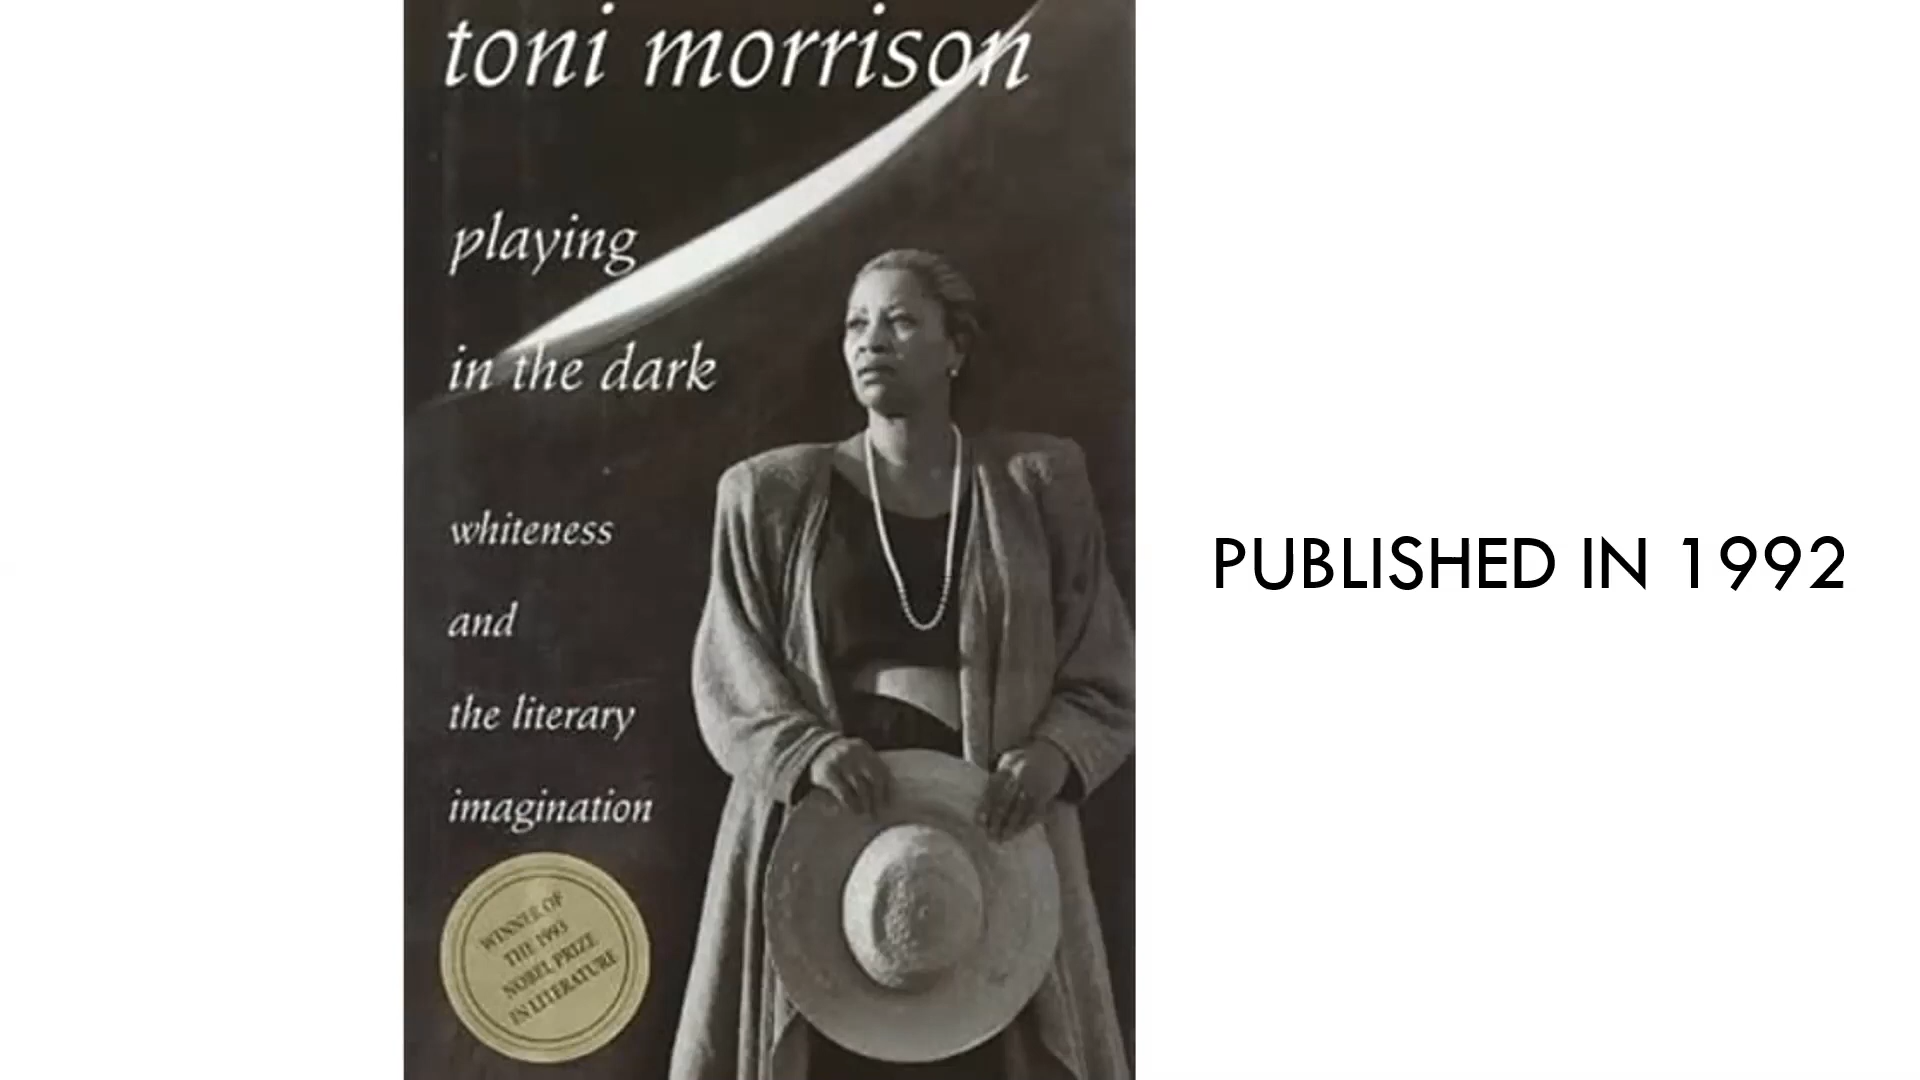 toni morrison
playing
in the dark
whiteness
and
the literary
imagination
WINNER OF
THE 1993
NOBEL PRIZE
IN LITERATURE
PUBLISHED IN 1992